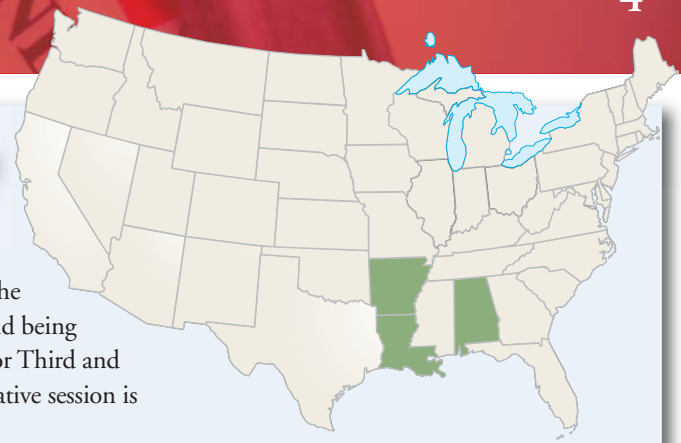 4
he
d being
or Third and
ative session is